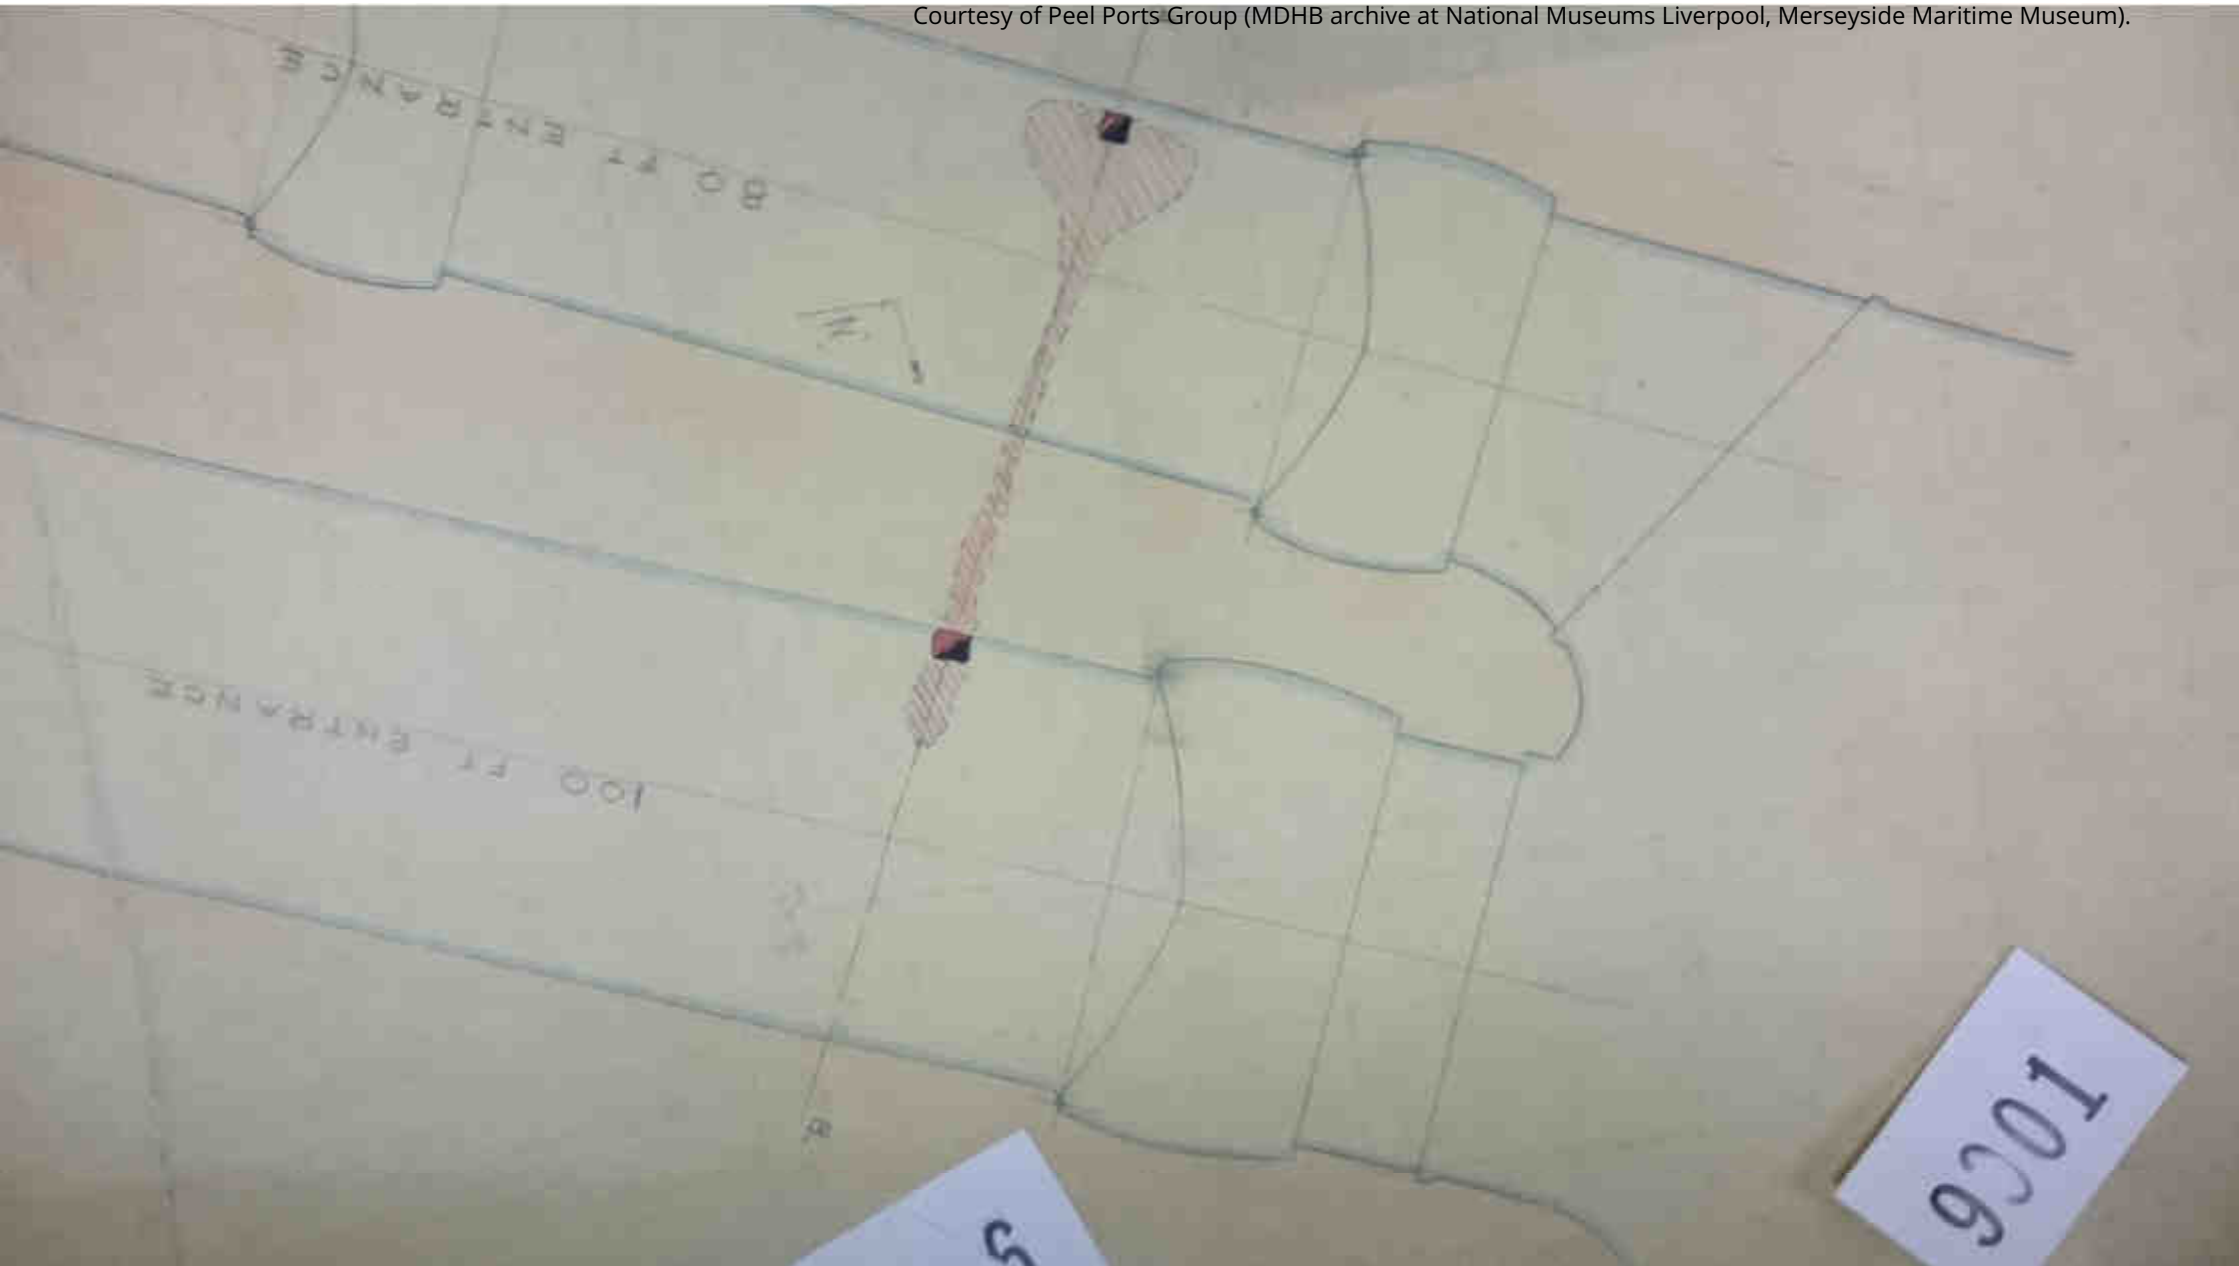 Courtesy of Peel Ports Group (MDHB archive at National Museums Liverpool, Merseyside Maritime Museum).
80 FT ENTRANCE
100 FT ENTRANCE